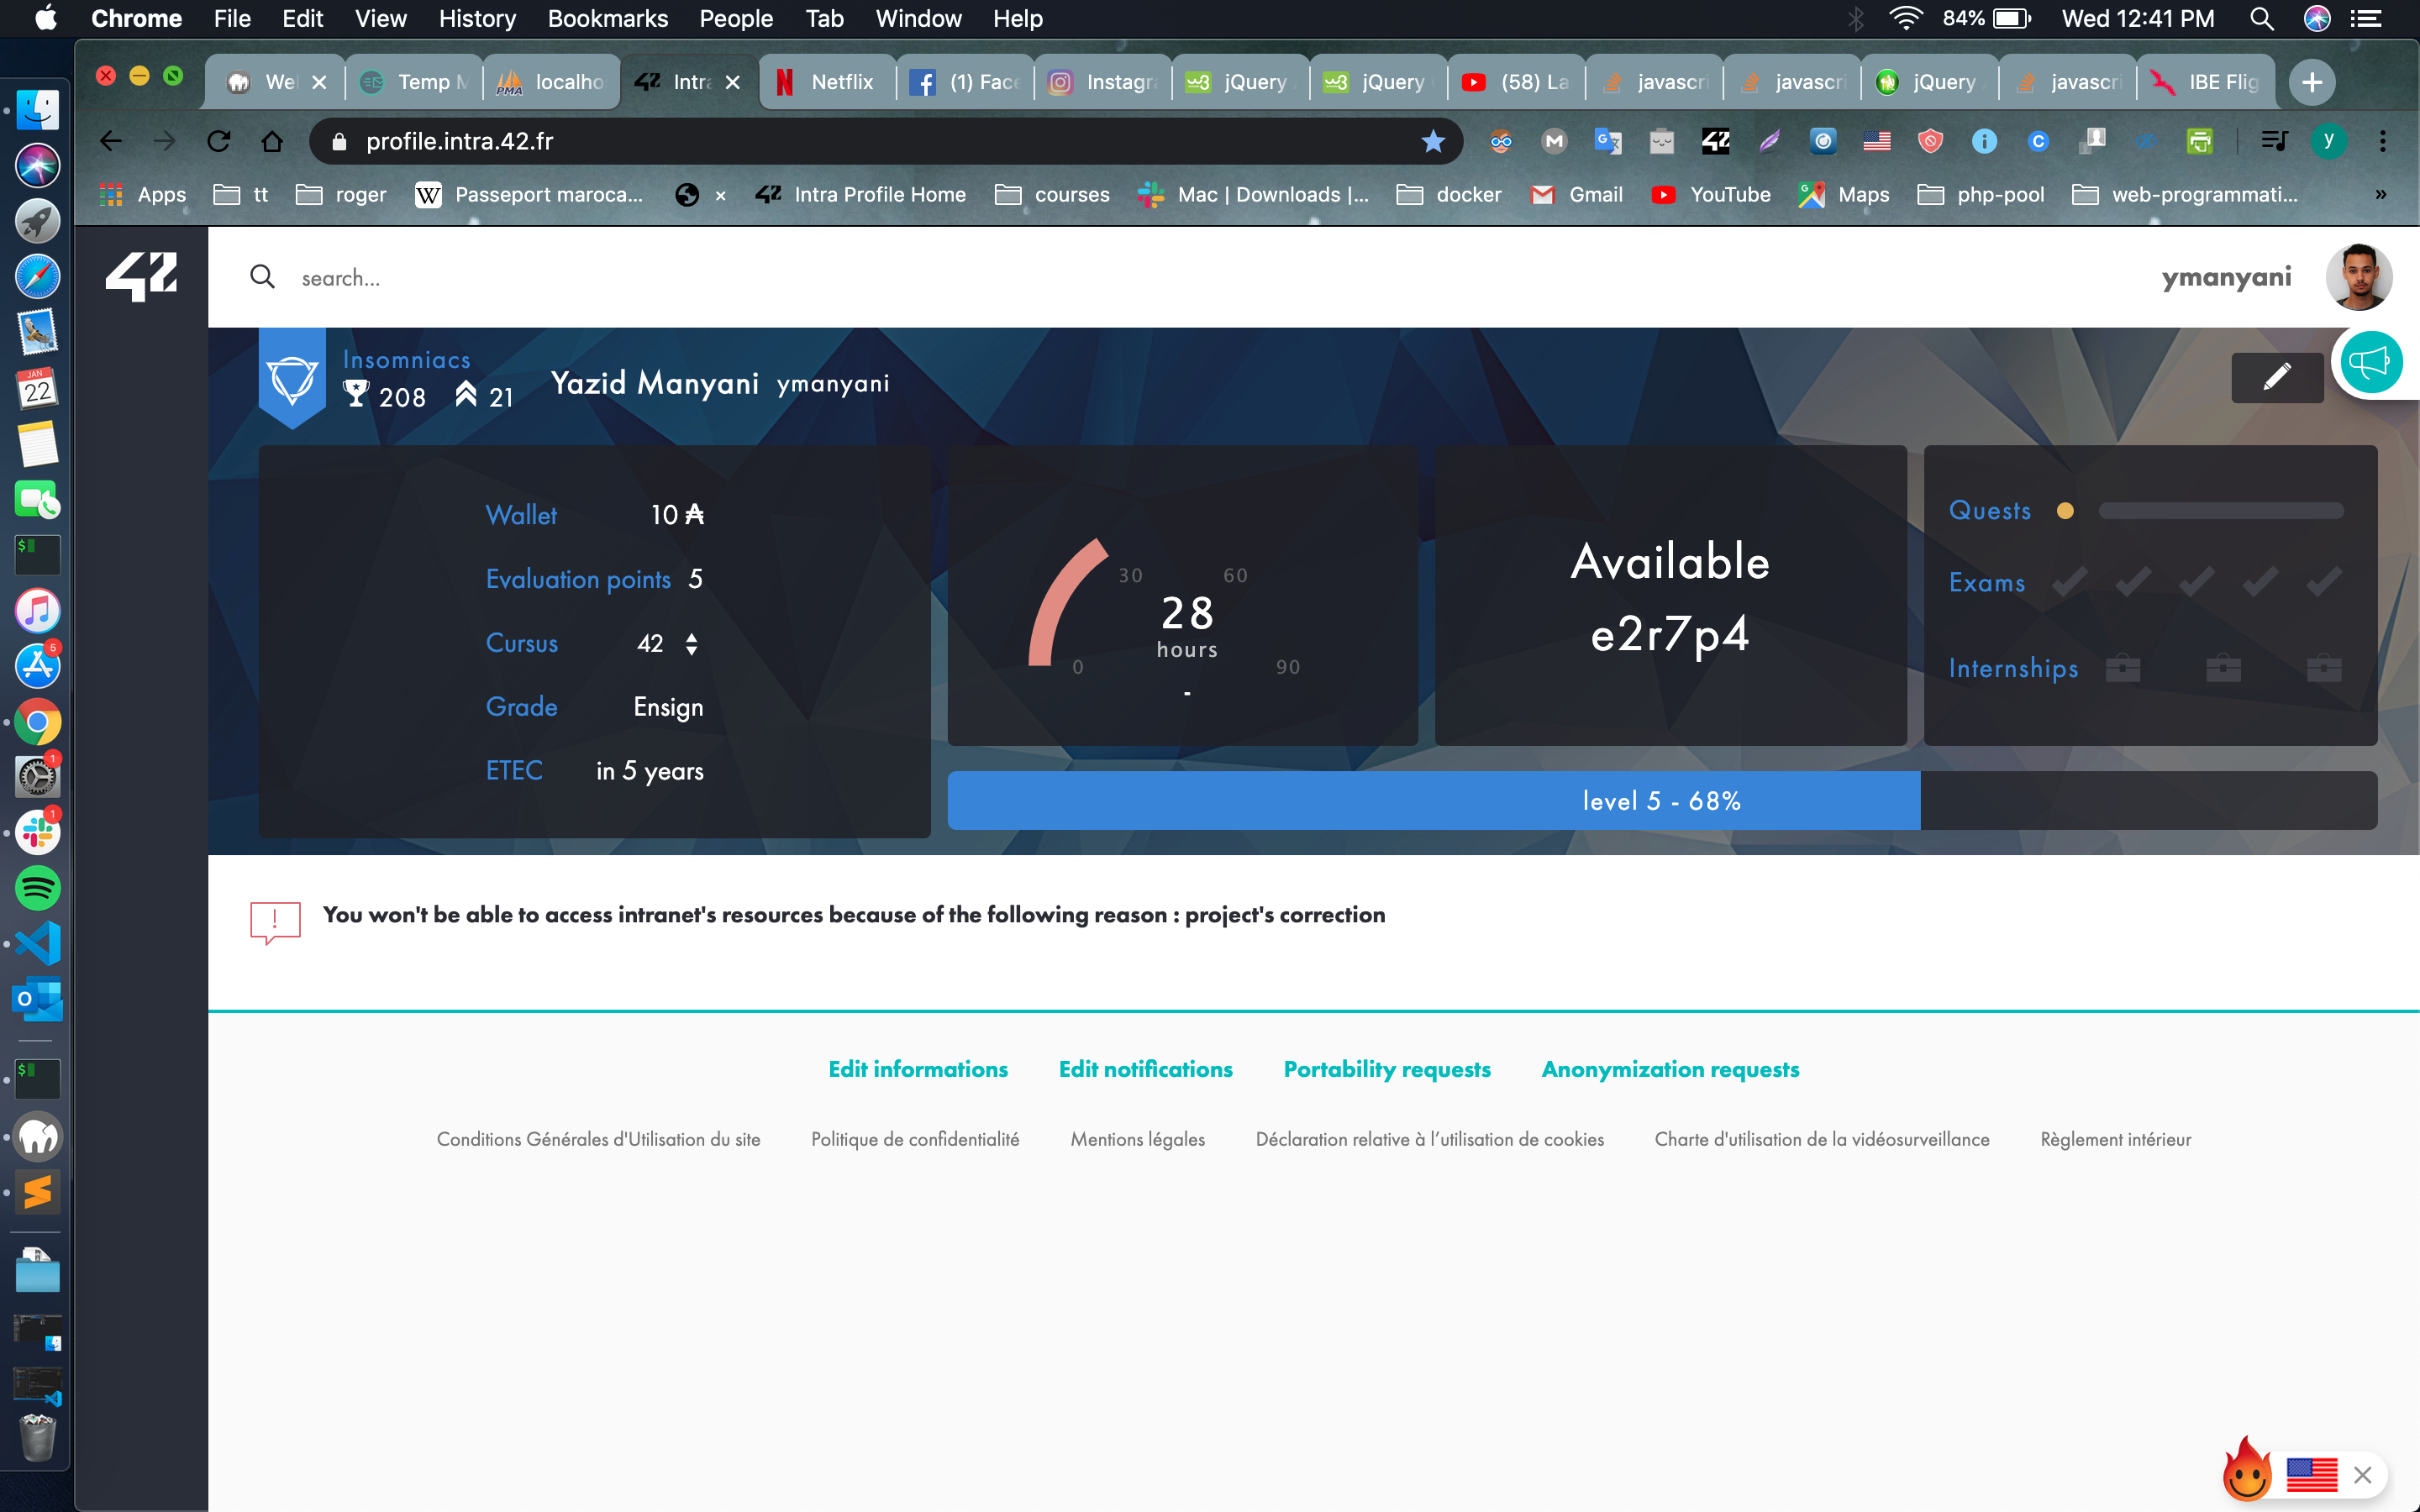 Chrome File Edit View History Bookmarks People Tab Window Help 84% Wed 12:41 PM
Wel Temp M localho Intra Netflix (1) Face Instagra jQuery jQuery (58) La javascri javascri jQuery javascri IBE Flig
profile.intra.42.fr
Apps tt roger Passeport maroca... × Intra Profile Home courses Mac | Downloads |... docker Gmail YouTube Maps php-pool web-programmati... »
42 search... ymanyani
Insomniacs
208 21 Yazid Manyani ymanyani
Wallet 10 ₳
Evaluation points 5
Cursus 42
Grade Ensign
ETEC in 5 years
30 60
28
hours
0 90
-
Available
e2r7p4
Quests
Exams
Internships
level 5 - 68%
You won't be able to access intranet's resources because of the following reason : project's correction
Edit informations Edit notifications Portability requests Anonymization requests
Conditions Générales d'Utilisation du site Politique de confidentialité Mentions légales Déclaration relative à l’utilisation de cookies Charte d'utilisation de la vidéosurveillance Règlement intérieur
JAN
22
5
1
1